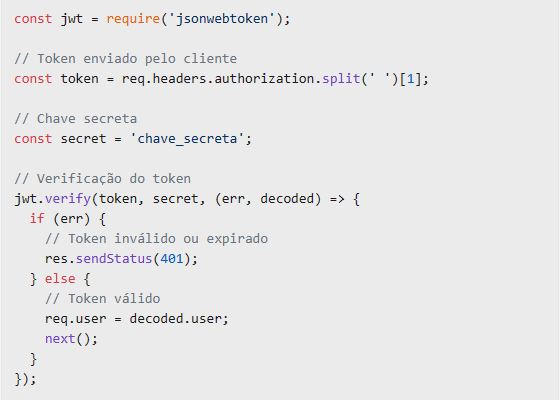 const jwt = require('jsonwebtoken');
// Token enviado pelo cliente
const token = req.headers.authorization.split(' ')[1];
// Chave secreta
const secret = 'chave_secreta';
// Verificação do token
jwt.verify(token, secret, (err, decoded) => {
  if (err) {
    // Token inválido ou expirado
    res.sendStatus(401);
  } else {
    // Token válido
    req.user = decoded.user;
    next();
  }
});